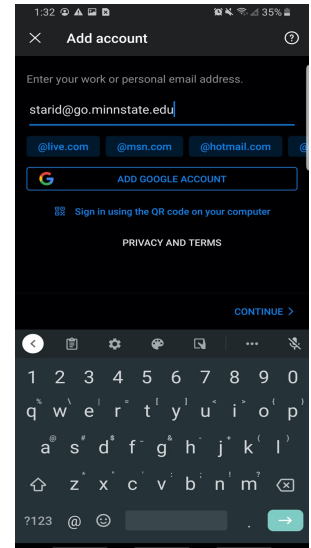 1:32 35%
Add account
Enter your work or personal email address.
starid@go.minnstate.edu
@live.com @msn.com @hotmail.com @
G ADD GOOGLE ACCOUNT
Sign in using the QR code on your computer
PRIVACY AND TERMS
CONTINUE >
1 2 3 4 5 6 7 8 9 0
q w e r t y u i o p
a s d f g h j k l
z x c v b n m
?123 @ .